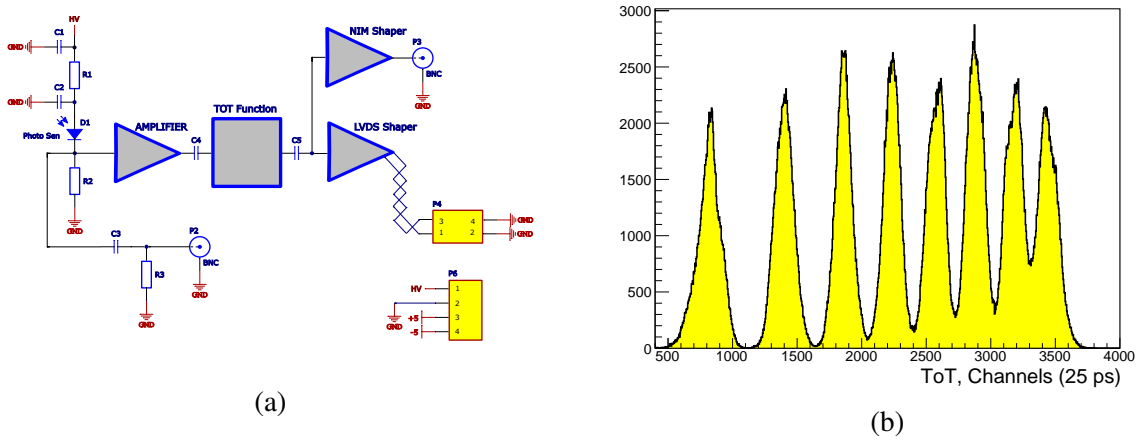 HV
C1
GND
R1
C2
GND
D1
Photo Sen
R2
GND
AMPLIFIER
C4
TOT Function
C5
NIM Shaper
P3
BNC
GND
LVDS Shaper
P4
3 4 GND
1 2 GND
C3
P2
BNC
R3
GND
GND
P6
HV 1
2
GND
+5 3
-5 4
(a)
3000
2500
2000
1500
1000
500
0
500 1000 1500 2000 2500 3000 3500 4000
ToT, Channels (25 ps)
(b)